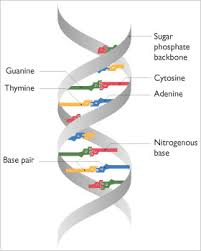 Sugar
phosphate
backbone
Guanine
Cytosine
Thymine
Adenine
Nitrogenous
base
Base pair